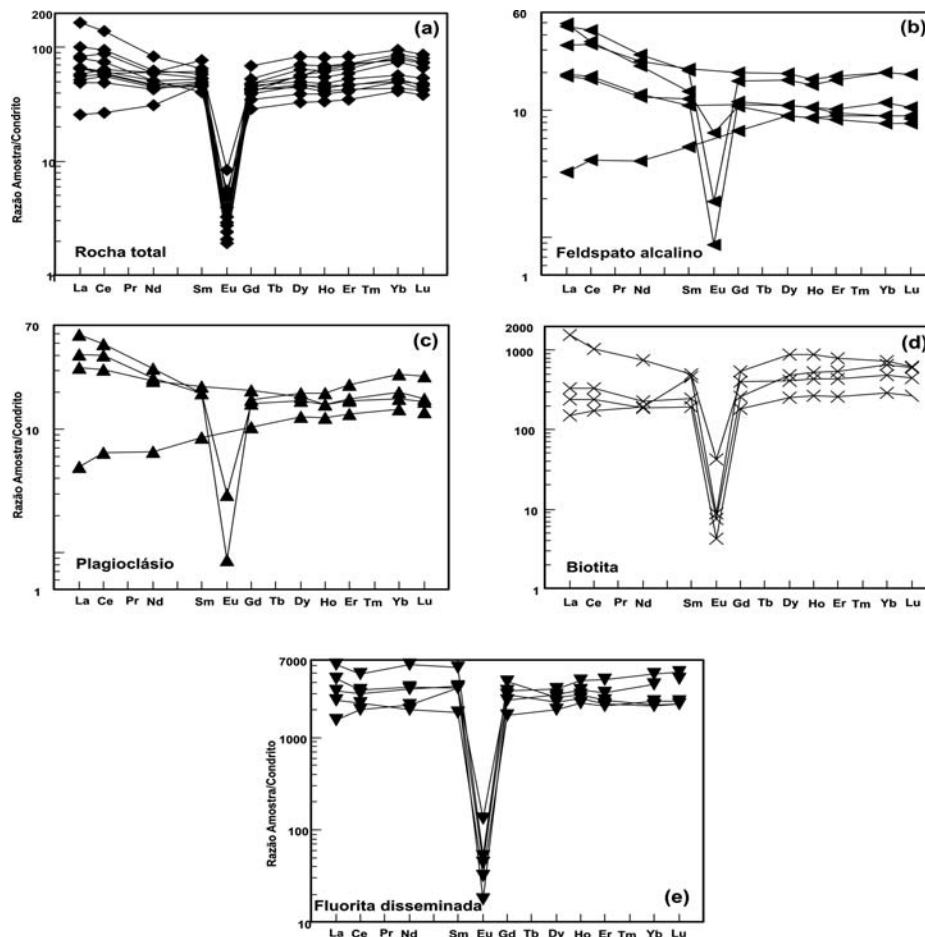 200
(a)
100
10
1
Razão Amostra/Condrito
Rocha total
La Ce Pr Nd Sm Eu Gd Tb Dy Ho Er Tm Yb Lu
60
(b)
10
1
Feldspato alcalino
La Ce Pr Nd Sm Eu Gd Tb Dy Ho Er Tm Yb Lu
70
(c)
10
1
Razão Amostra/Condrito
Plagioclásio
La Ce Pr Nd Sm Eu Gd Tb Dy Ho Er Tm Yb Lu
2000
(d)
1000
100
10
1
Razão Amostra/Condrito
Biotita
La Ce Pr Nd Sm Eu Gd Tb Dy Ho Er Tm Yb Lu
7000
1000
100
10
Razão Amostra/Condrito
(e)
Fluorita disseminada
La Ce Pr Nd Sm Eu Gd Tb Dy Ho Er Tm Yb Lu